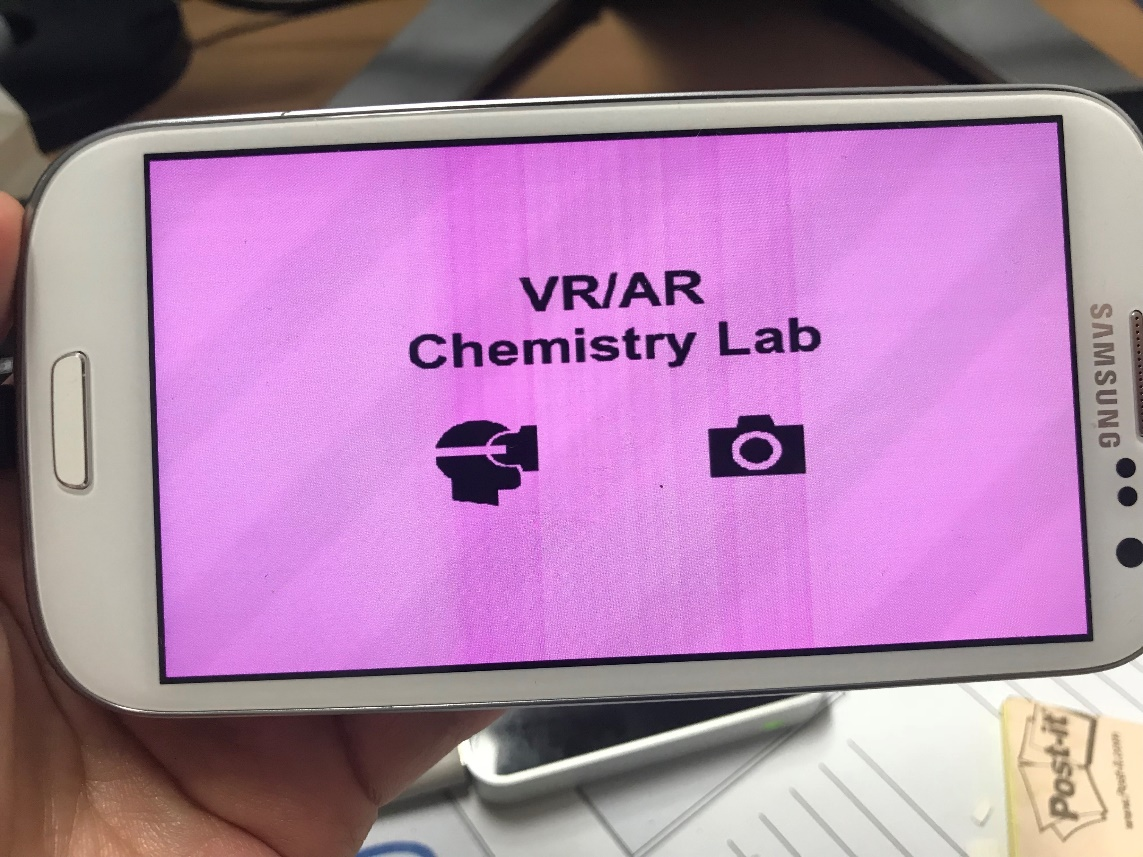 VR/AR
Chemistry Lab
SAMSUNG
Post-it